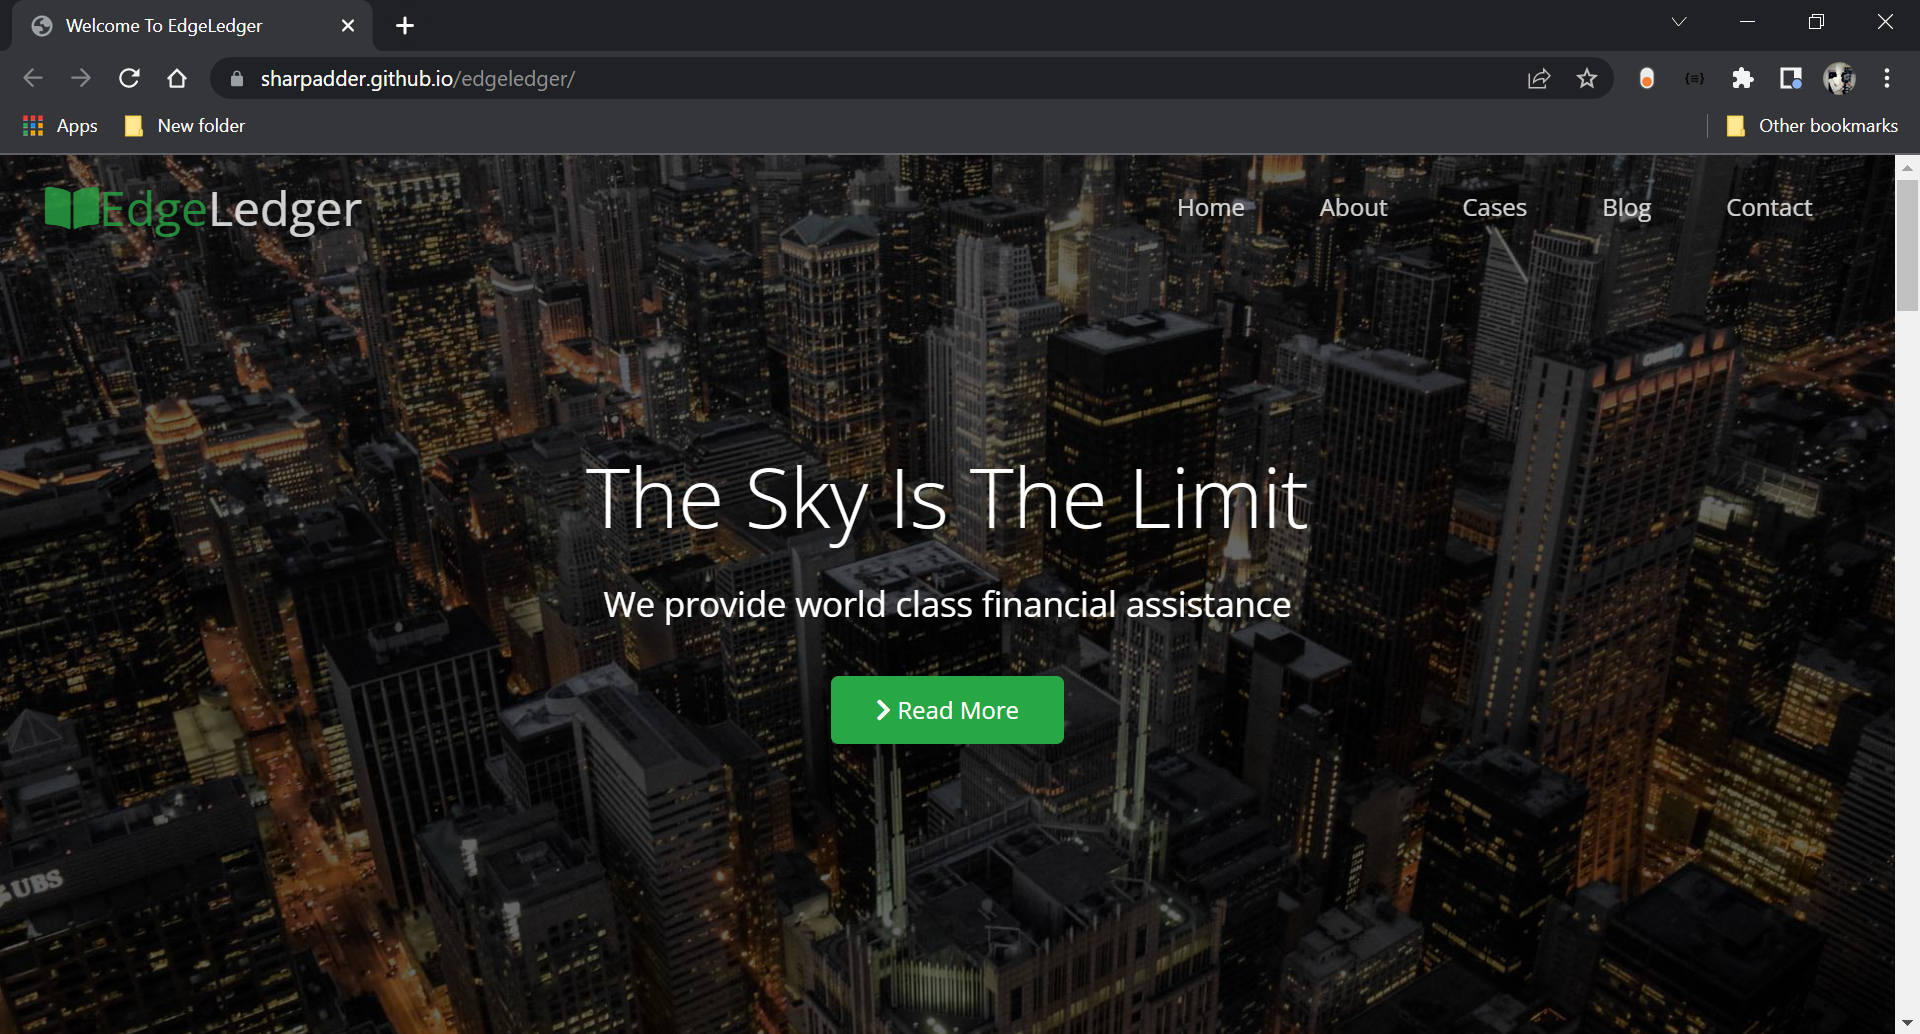 Welcome To EdgeLedger
sharpadder.github.io/edgeledger/
Apps
New folder
Other bookmarks
EdgeLedger
Home
About
Cases
Blog
Contact
The Sky Is The Limit
We provide world class financial assistance
Read More
UBS